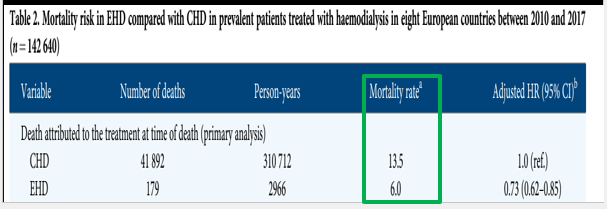 Table 2. Mortality risk in EHD compared with CHD in prevalent patients treated with haemodialysis in eight European countries between 2010 and 2017
(n = 142 640)
Variable Number of deaths Person-years Mortality rateᵃ Adjusted HR (95% CI)ᵇ
Death attributed to the treatment at time of death (primary analysis)
CHD 41 892 310 712 13.5 1.0 (ref.)
EHD 179 2966 6.0 0.73 (0.62–0.85)